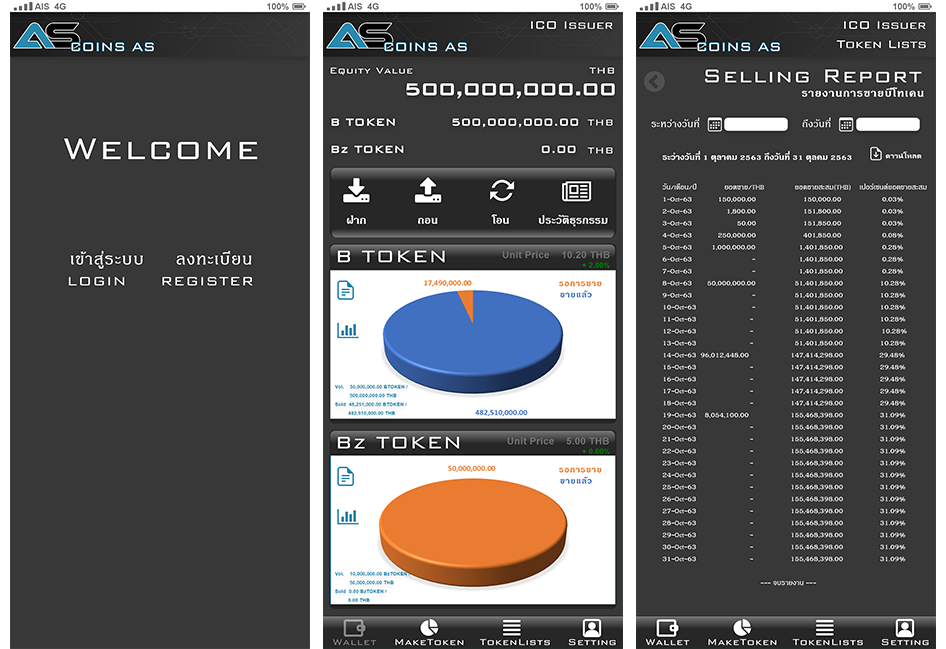 AIS 4G 100%
AS COINS AS
WELCOME
เข้าสู่ระบบ ลงทะเบียน
LOGIN REGISTER
AIS 4G 100%
AS COINS AS
ICO ISSUER
EQUITY VALUE THB
500,000,000.00
B TOKEN 500,000,000.00 THB
Bz TOKEN 0.00 THB
ฝาก ถอน โอน ประวัติธุรกรรม
B TOKEN Unit Price 10.20 THB
+ 2.00%
17,490,000.00
รอการขาย
ขายแล้ว
Vol. 50,000,000.00 BTOKEN /
500,000,000.00 THB
Sold 48,251,000.00 BTOKEN /
482,510,000.00 THB
482,510,000.00
Bz TOKEN Unit Price 5.00 THB
+ 0.00%
50,000,000.00
รอการขาย
ขายแล้ว
Vol. 10,000,000.00 BzTOKEN /
50,000,000.00 THB
Sold 0.00 BzTOKEN /
0.00 THB
WALLET MAKETOKEN TOKENLISTS SETTING
AIS 4G 100%
AS COINS AS
ICO ISSUER
TOKEN LISTS
SELLING REPORT
รายงานการขายบีโทเคน
ระหว่างวันที่ ถึงวันที่
ระว่างวันที่ 1 ตุลาคม 2563 ถึงวันที่ 31 ตุลคม 2563 ดาวน์โหลด
วัน/เดือน/ปี ยอดขาย/THB ยอดขายสะสม(THB) เปอร์เซนต์ยอดขายสะสม
1-Oct-63 150,000.00 150,000.00 0.03%
2-Oct-63 1,800.00 151,800.00 0.03%
3-Oct-63 50.00 151,850.00 0.03%
4-Oct-63 250,000.00 401,850.00 0.08%
5-Oct-63 1,000,000.00 1,401,850.00 0.28%
6-Oct-63 - 1,401,850.00 0.28%
7-Oct-63 - 1,401,850.00 0.28%
8-Oct-63 50,000,000.00 51,401,850.00 10.28%
9-Oct-63 - 51,401,850.00 10.28%
10-Oct-63 - 51,401,850.00 10.28%
11-Oct-63 - 51,401,850.00 10.28%
12-Oct-63 - 51,401,850.00 10.28%
13-Oct-63 - 51,401,850.00 10.28%
14-Oct-63 96,012,448.00 147,414,298.00 29.48%
15-Oct-63 - 147,414,298.00 29.48%
16-Oct-63 - 147,414,298.00 29.48%
17-Oct-63 - 147,414,298.00 29.48%
18-Oct-63 - 147,414,298.00 29.48%
19-Oct-63 8,054,100.00 155,468,398.00 31.09%
20-Oct-63 - 155,468,398.00 31.09%
21-Oct-63 - 155,468,398.00 31.09%
22-Oct-63 - 155,468,398.00 31.09%
23-Oct-63 - 155,468,398.00 31.09%
24-Oct-63 - 155,468,398.00 31.09%
25-Oct-63 - 155,468,398.00 31.09%
26-Oct-63 - 155,468,398.00 31.09%
27-Oct-63 - 155,468,398.00 31.09%
28-Oct-63 - 155,468,398.00 31.09%
29-Oct-63 - 155,468,398.00 31.09%
30-Oct-63 - 155,468,398.00 31.09%
31-Oct-63 - 155,468,398.00 31.09%
--- จบรายงาน ---
WALLET MAKETOKEN TOKENLISTS SETTING